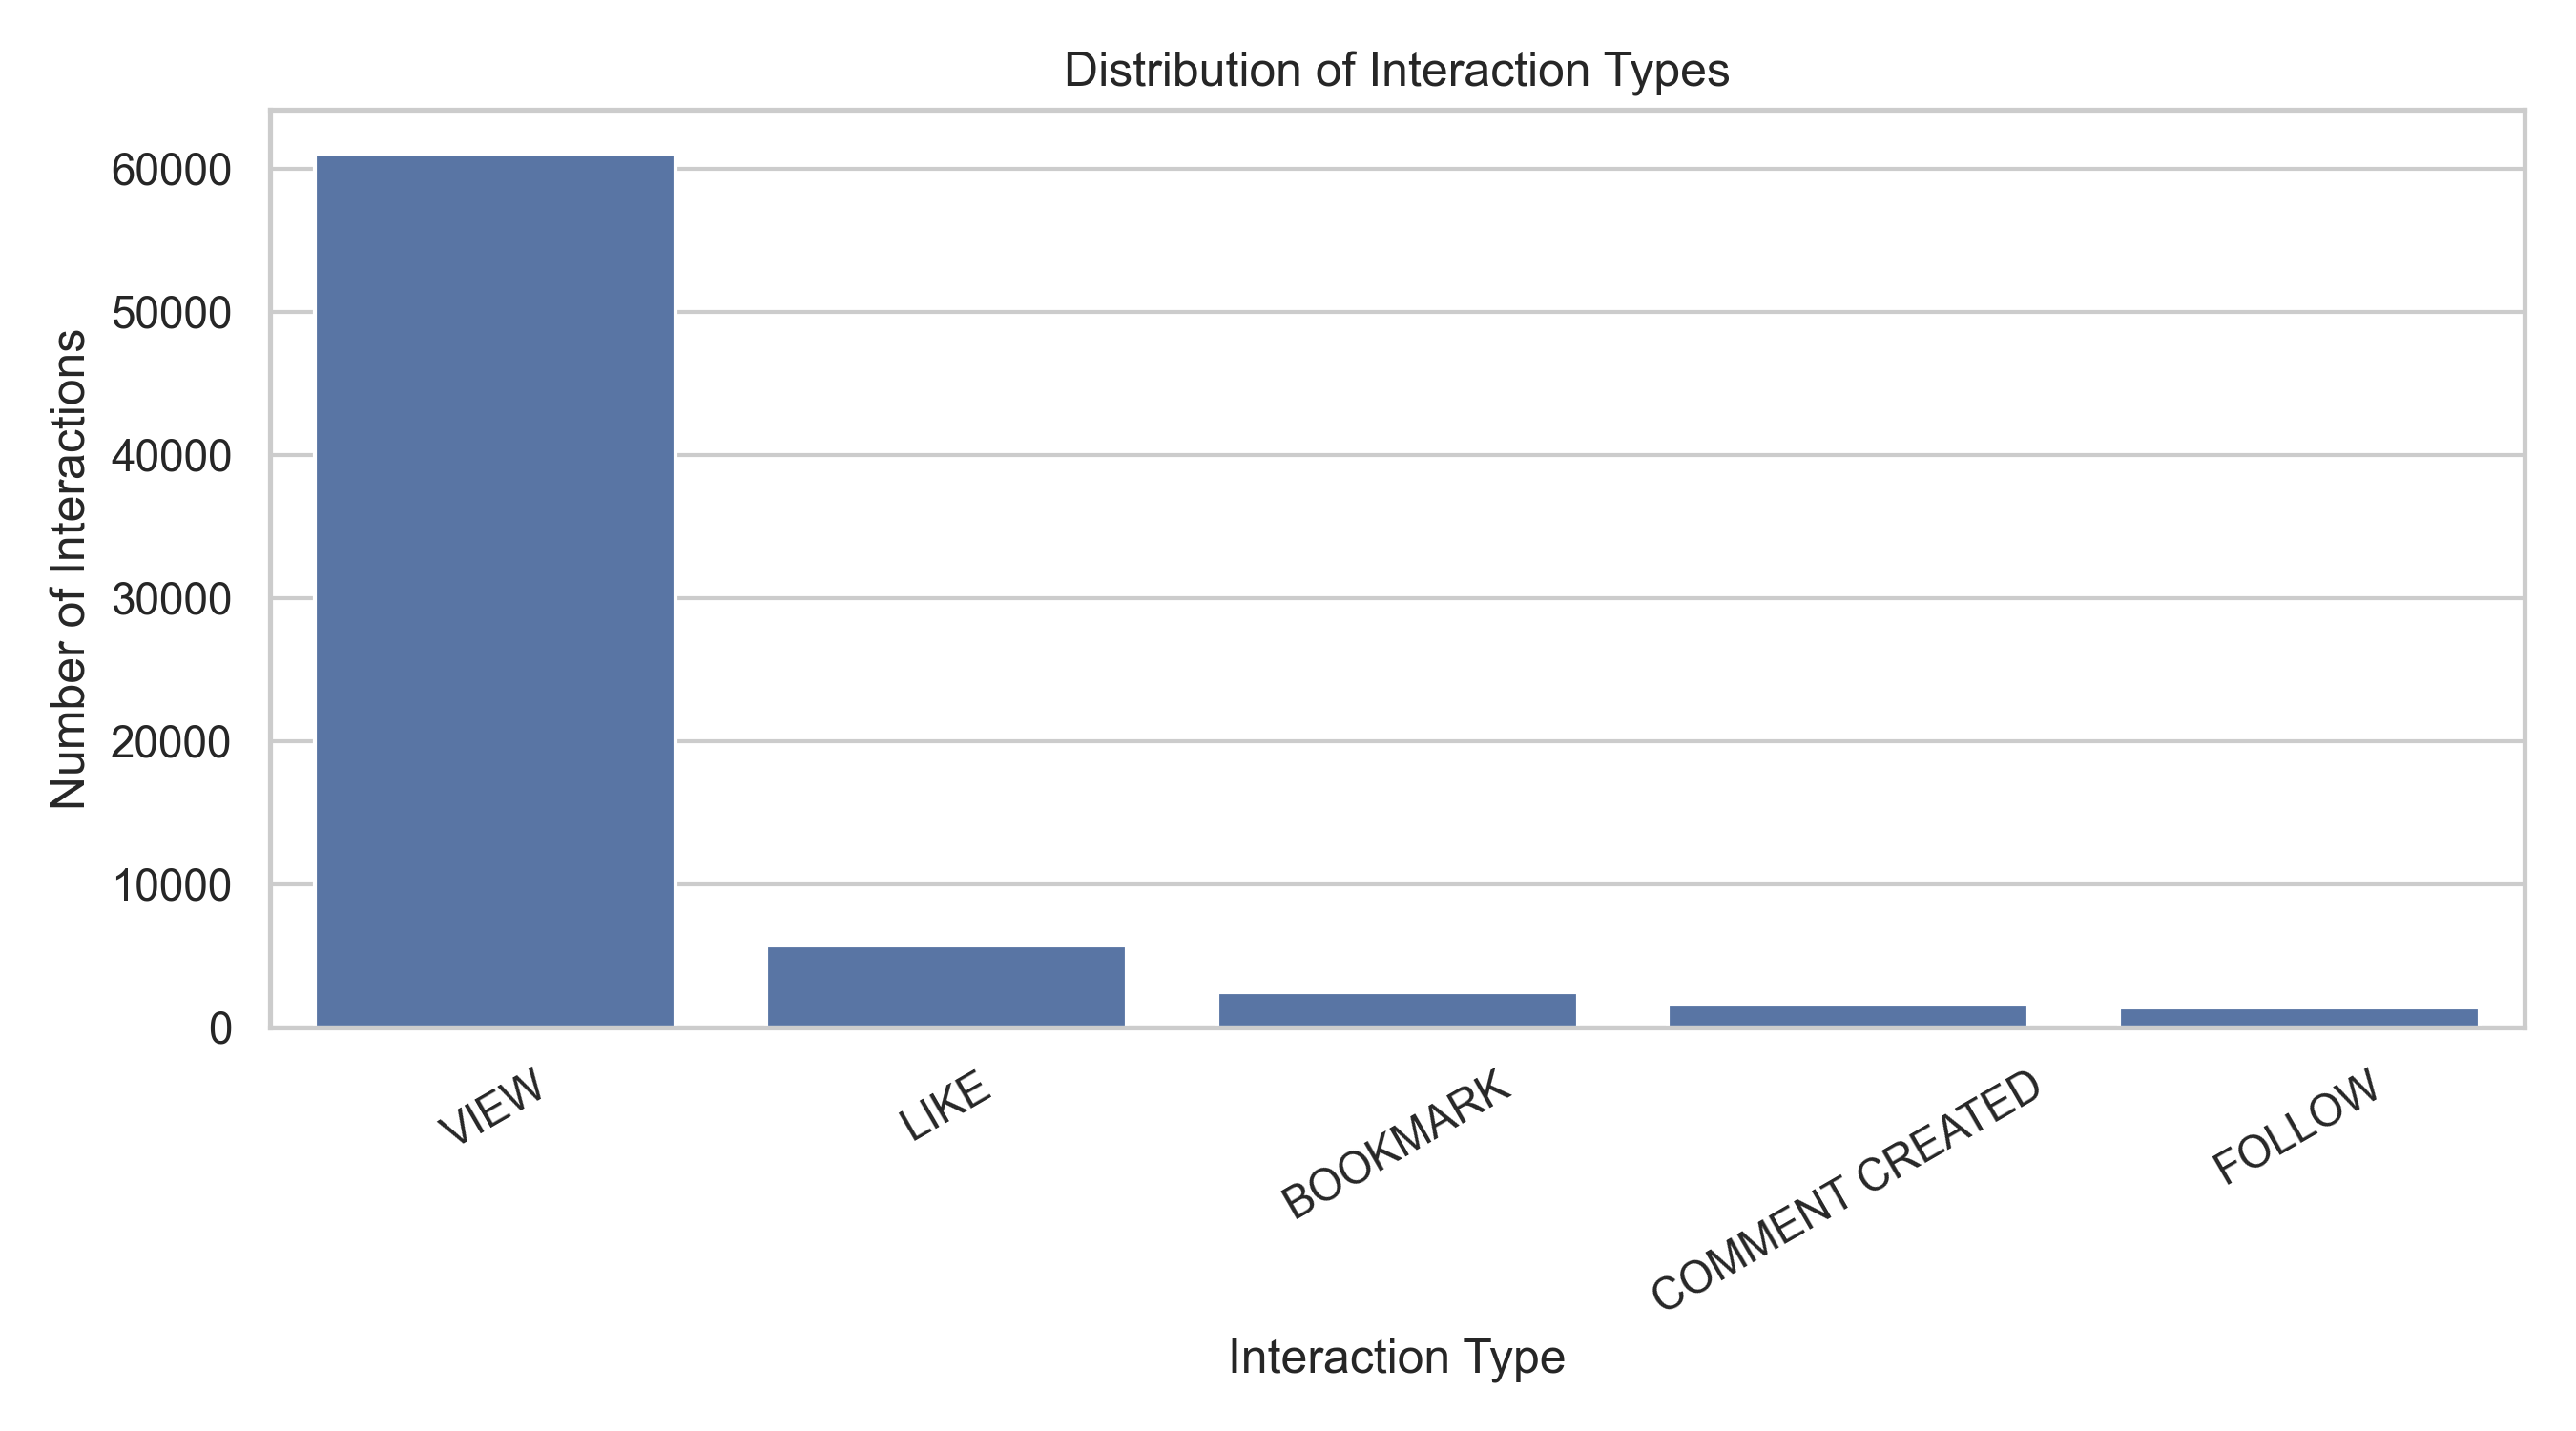 Distribution of Interaction Types
Number of Interactions
60000
50000
40000
30000
20000
10000
0
VIEW
LIKE
BOOKMARK
COMMENT CREATED
FOLLOW
Interaction Type